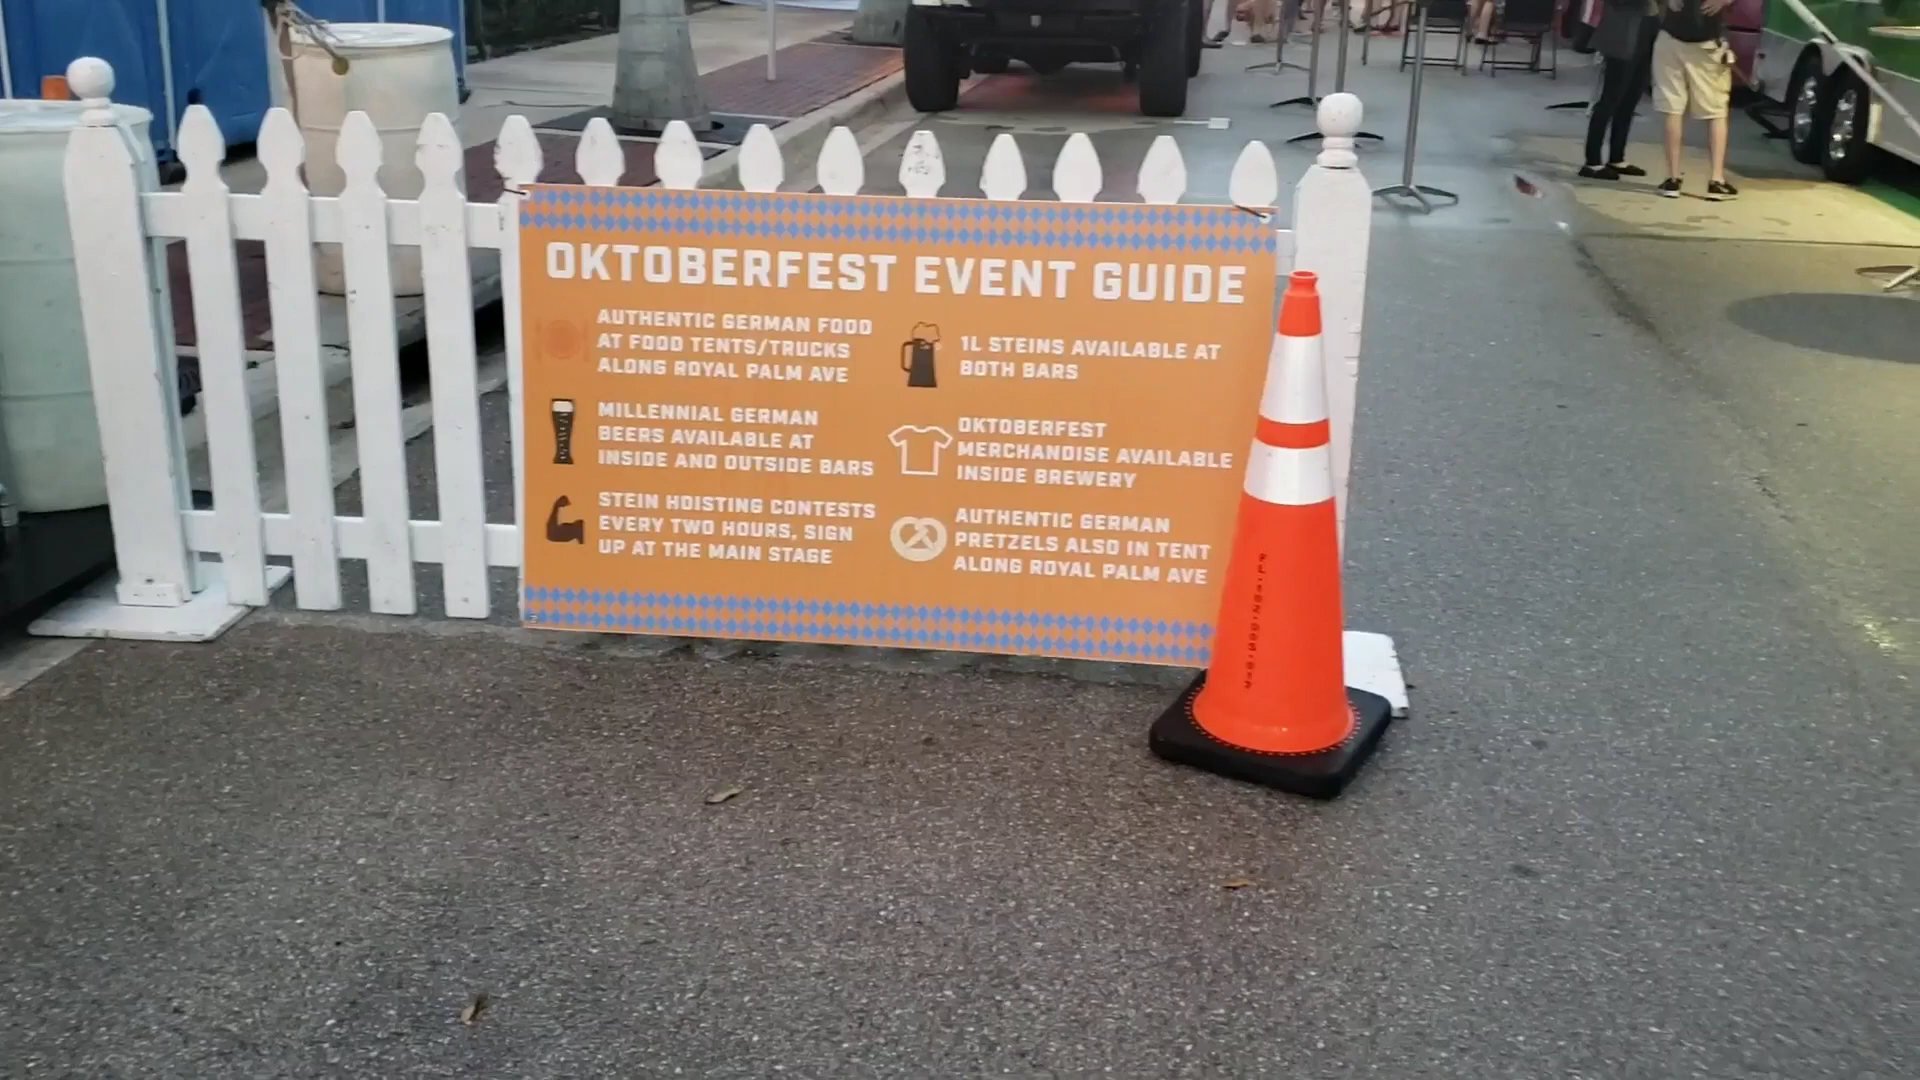 OKTOBERFEST EVENT GUIDE
AUTHENTIC GERMAN FOOD
AT FOOD TENTS/TRUCKS
ALONG ROYAL PALM AVE
MILLENNIAL GERMAN
BEERS AVAILABLE AT
INSIDE AND OUTSIDE BARS
STEIN HOISTING CONTESTS
EVERY TWO HOURS, SIGN
UP AT THE MAIN STAGE
1L STEINS AVAILABLE AT
BOTH BARS
OKTOBERFEST
MERCHANDISE AVAILABLE
INSIDE BREWERY
AUTHENTIC GERMAN
PRETZELS ALSO IN TENT
ALONG ROYAL PALM AVE